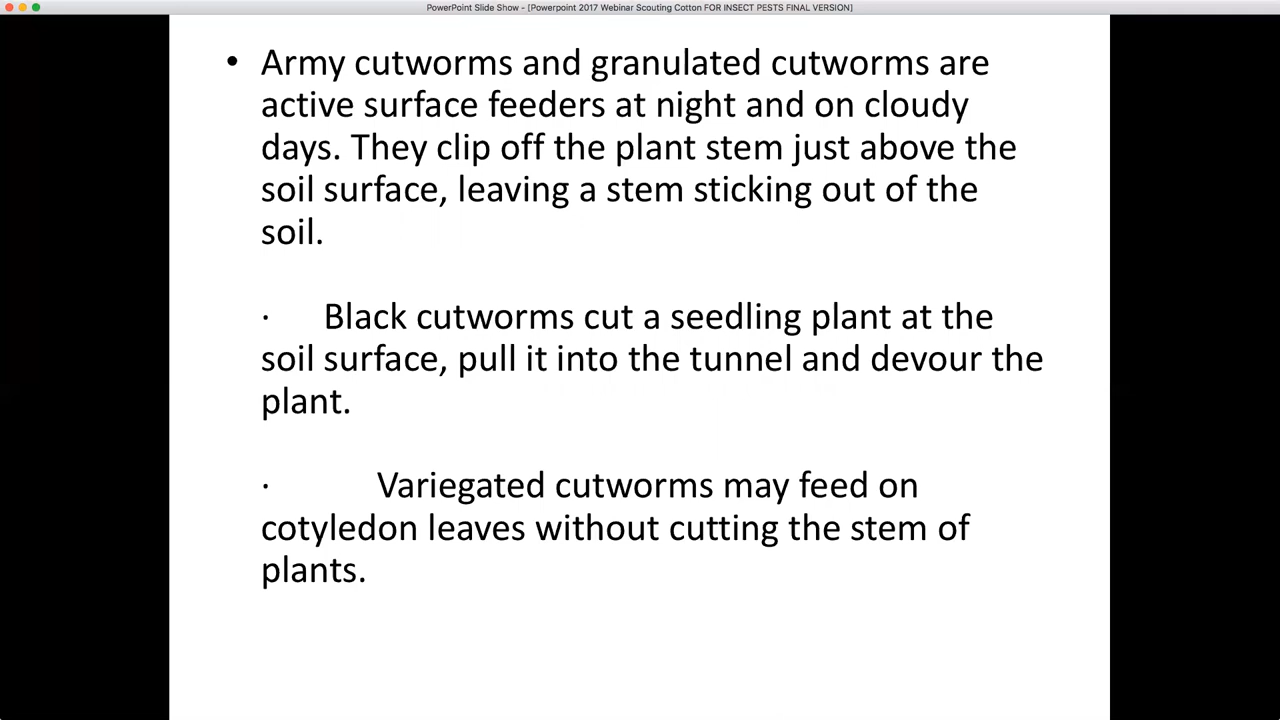 PowerPoint Slide Show - [Powerpoint 2017 Webinar Scouting Cotton FOR INSECT PESTS FINAL VERSION]
• Army cutworms and granulated cutworms are
active surface feeders at night and on cloudy
days. They clip off the plant stem just above the
soil surface, leaving a stem sticking out of the
soil.
· Black cutworms cut a seedling plant at the
soil surface, pull it into the tunnel and devour the
plant.
· Variegated cutworms may feed on
cotyledon leaves without cutting the stem of
plants.